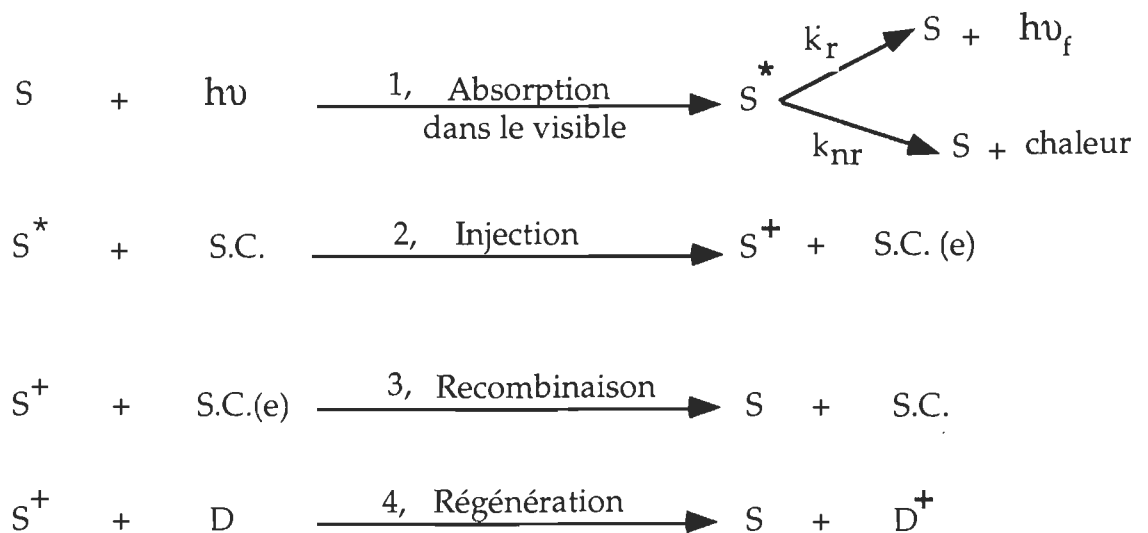 k_r S + hυ_f
S + hυ 1, Absorption S*
dans le visible
k_nr S + chaleur
S* + S.C. 2, Injection S⁺ + S.C. (e)
S⁺ + S.C.(e) 3, Recombinaison S + S.C.
S⁺ + D 4, Régénération S + D⁺